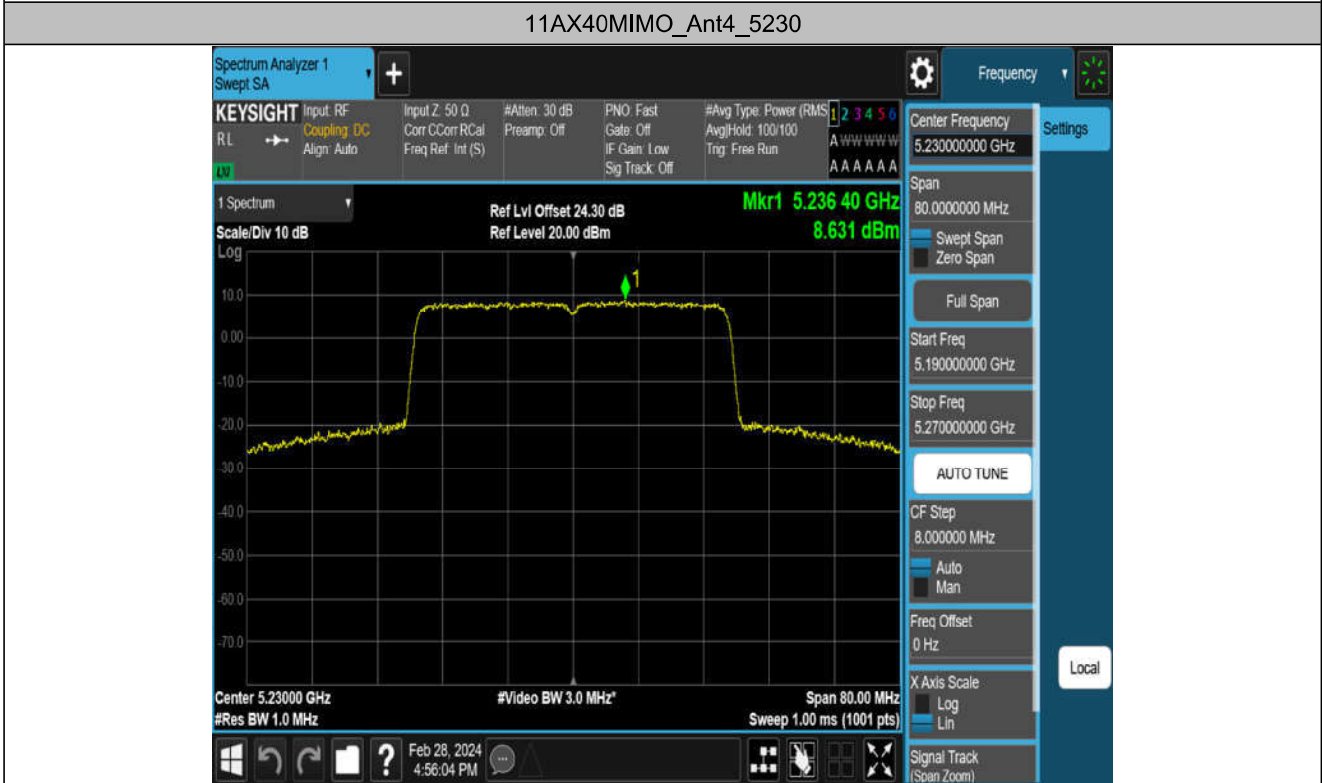 11AX40MIMO_Ant4_5230
Spectrum Analyzer 1
Swept SA
+
Frequency
KEYSIGHT
RL
LXI
Input: RF
Coupling: DC
Align: Auto
Input Z: 50 Ω
Corr CCorr RCal
Freq Ref: Int (S)
#Atten: 30 dB
Preamp: Off
PNO: Fast
Gate: Off
IF Gain: Low
Sig Track: Off
#Avg Type: Power (RMS
Avg|Hold: 100/100
Trig: Free Run
1 2 3 4 5 6
A W W W W W
A A A A A A
1 Spectrum
Scale/Div 10 dB
Log
Ref Lvl Offset 24.30 dB
Ref Level 20.00 dBm
Mkr1 5.236 40 GHz
8.631 dBm
1
10.0
0.00
-10.0
-20.0
-30.0
-40.0
-50.0
-60.0
-70.0
Center 5.23000 GHz
#Res BW 1.0 MHz
#Video BW 3.0 MHz*
Span 80.00 MHz
Sweep 1.00 ms (1001 pts)
?
Feb 28, 2024
4:56:04 PM
Center Frequency
5.230000000 GHz
Settings
Span
80.0000000 MHz
Swept Span
Zero Span
Full Span
Start Freq
5.190000000 GHz
Stop Freq
5.270000000 GHz
AUTO TUNE
CF Step
8.000000 MHz
Auto
Man
Freq Offset
0 Hz
X Axis Scale
Log
Lin
Local
Signal Track
(Span Zoom)